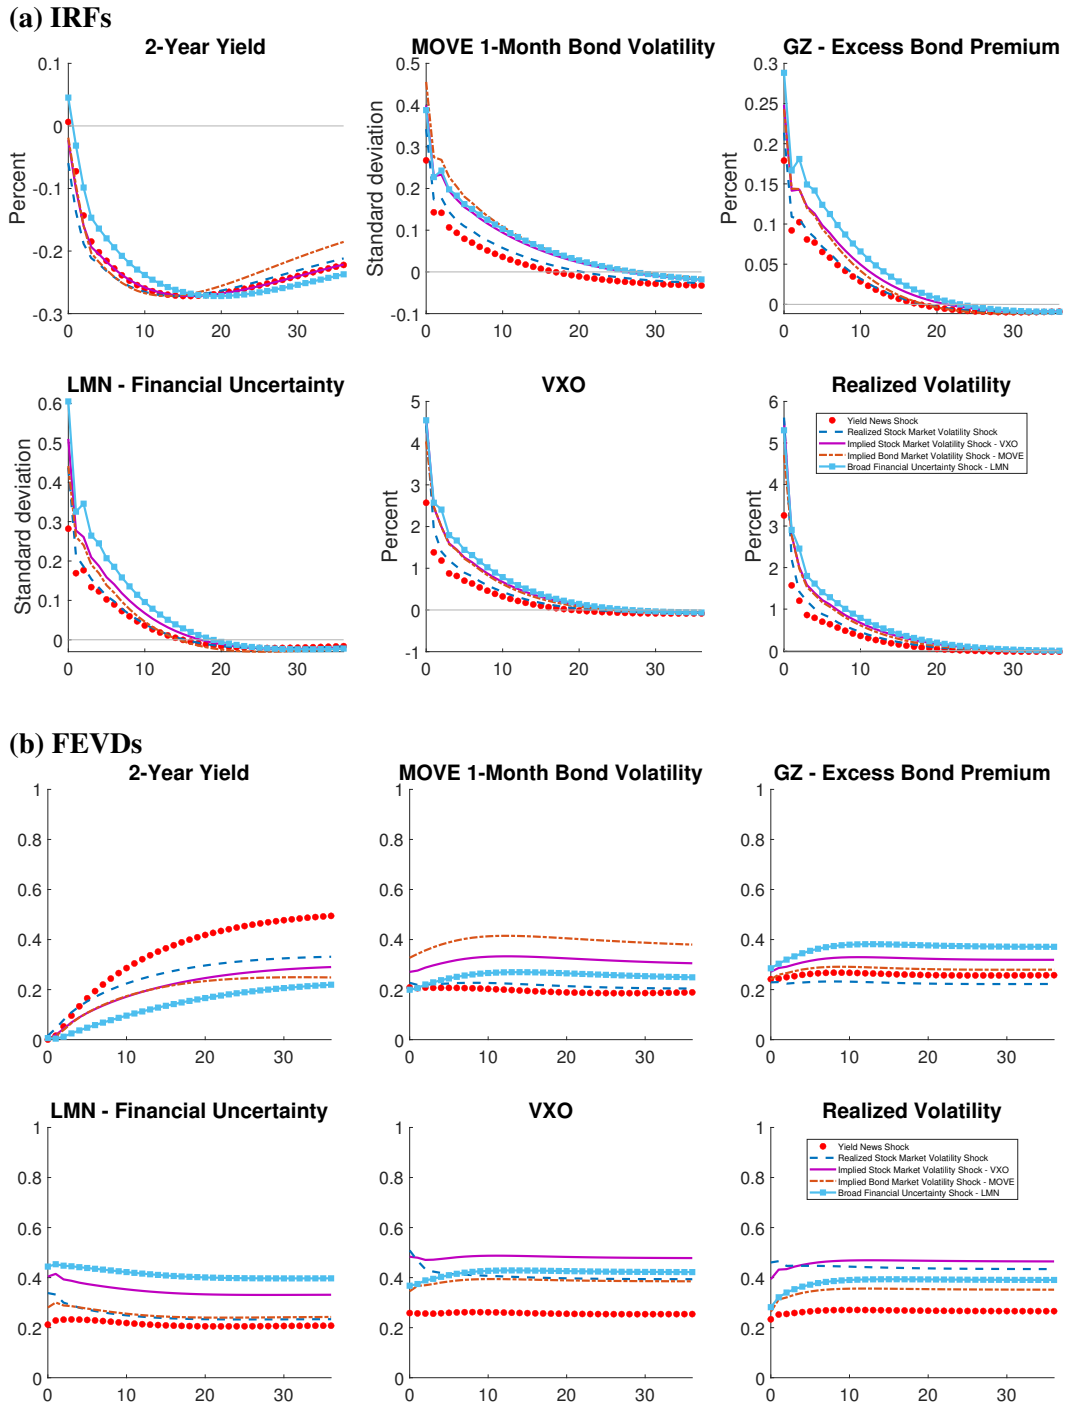 (a) IRFs
2-Year Yield
MOVE 1-Month Bond Volatility
GZ - Excess Bond Premium
Percent
0.1
0
-0.1
-0.2
-0.3
0 10 20 30
Standard deviation
0.5
0.4
0.3
0.2
0.1
0
-0.1
0 10 20 30
Percent
0.3
0.25
0.2
0.15
0.1
0.05
0
0 10 20 30
LMN - Financial Uncertainty
VXO
Realized Volatility
Standard deviation
0.6
0.5
0.4
0.3
0.2
0.1
0
0 10 20 30
Percent
5
4
3
2
1
0
-1
0 10 20 30
Percent
6
5
4
3
2
1
0
0 10 20 30
Yield News Shock
Realized Stock Market Volatility Shock
Implied Stock Market Volatility Shock - VXO
Implied Bond Market Volatility Shock - MOVE
Broad Financial Uncertainty Shock - LMN
(b) FEVDs
2-Year Yield
MOVE 1-Month Bond Volatility
GZ - Excess Bond Premium
1
0.8
0.6
0.4
0.2
0
0 10 20 30
1
0.8
0.6
0.4
0.2
0
0 10 20 30
1
0.8
0.6
0.4
0.2
0
0 10 20 30
LMN - Financial Uncertainty
VXO
Realized Volatility
1
0.8
0.6
0.4
0.2
0
0 10 20 30
1
0.8
0.6
0.4
0.2
0
0 10 20 30
1
0.8
0.6
0.4
0.2
0
0 10 20 30
Yield News Shock
Realized Stock Market Volatility Shock
Implied Stock Market Volatility Shock - VXO
Implied Bond Market Volatility Shock - MOVE
Broad Financial Uncertainty Shock - LMN